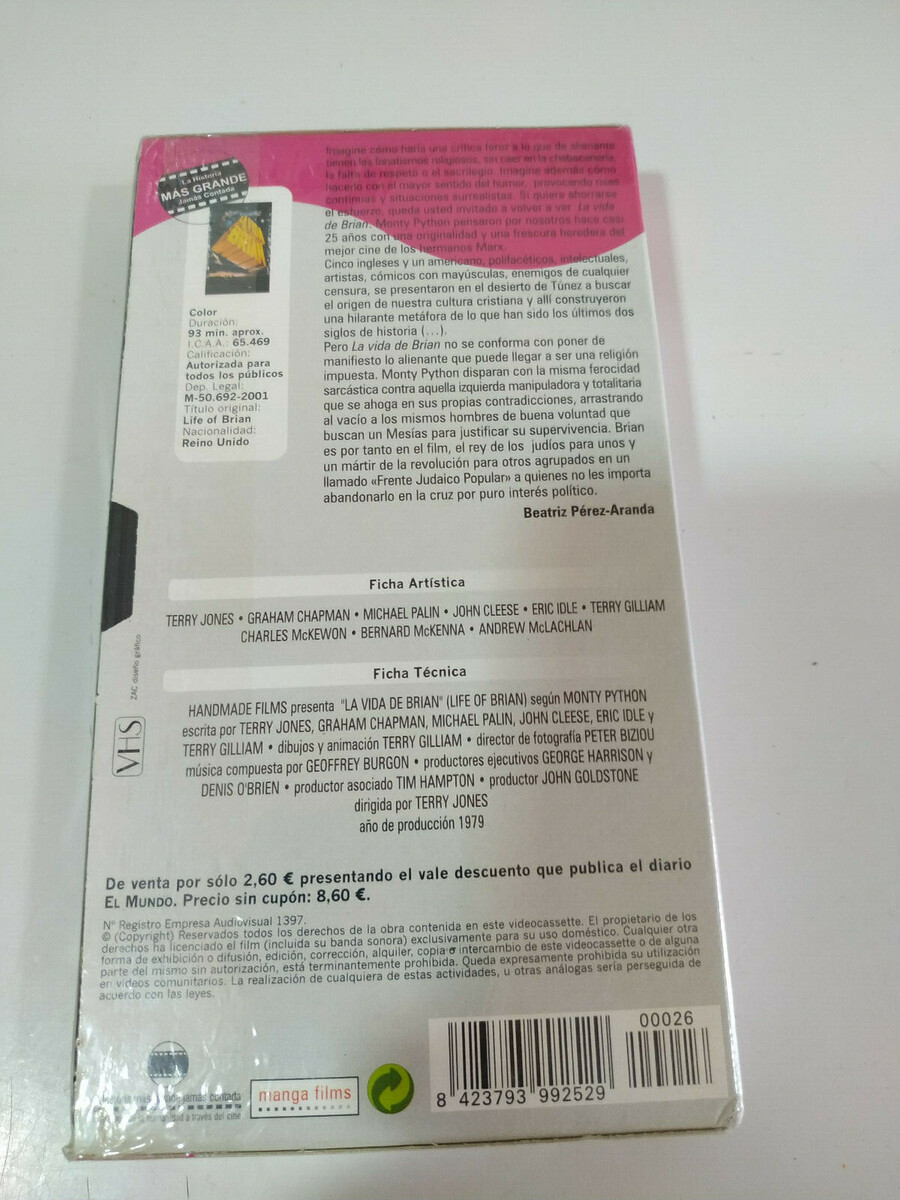 La Historia
MÁS GRANDE
Jamás Contada
Imagine cómo haría una crítica feroz a lo que de alienante
tienen los fanatismos religiosos, sin caer en la chabacanería,
la falta de respeto o el sacrilegio. Imagine además cómo
hacerlo con el mayor sentido del humor, provocando risas
continuas y situaciones surrealistas. Si quiere ahorrarse
el esfuerzo, queda usted invitado a volver a ver La vida
de Brian. Monty Python pensaron por nosotros hace casi
25 años con una originalidad y una frescura heredera del
mejor cine de los hermanos Marx.
Cinco ingleses y un americano, polifacéticos, intelectuales,
artistas, cómicos con mayúsculas, enemigos de cualquier
censura, se presentaron en el desierto de Túnez a buscar
el origen de nuestra cultura cristiana y allí construyeron
una hilarante metáfora de lo que han sido los últimos dos
siglos de historia (...).
Pero La vida de Brian no se conforma con poner de
manifiesto lo alienante que puede llegar a ser una religión
impuesta. Monty Python disparan con la misma ferocidad
sarcástica contra aquella izquierda manipuladora y totalitaria
que se ahoga en sus propias contradicciones, arrastrando
al vacío a los mismos hombres de buena voluntad que
buscan un Mesías para justificar su supervivencia. Brian
es por tanto en el film, el rey de los judíos para unos y
un mártir de la revolución para otros agrupados en un
llamado «Frente Judaico Popular» a quienes no les importa
abandonarlo en la cruz por puro interés político.
Beatriz Pérez-Aranda
Color
Duración:
93 min. aprox.
I.C.A.A.: 65.469
Calificación:
Autorizada para
todos los públicos
Dep. Legal:
M-50.692-2001
Título original:
Life of Brian
Nacionalidad:
Reino Unido
Ficha Artística
TERRY JONES • GRAHAM CHAPMAN • MICHAEL PALIN • JOHN CLEESE • ERIC IDLE • TERRY GILLIAM
CHARLES McKEWON • BERNARD McKENNA • ANDREW McLACHLAN
Ficha Técnica
HANDMADE FILMS presenta "LA VIDA DE BRIAN" (LIFE OF BRIAN) según MONTY PYTHON
escrita por TERRY JONES, GRAHAM CHAPMAN, MICHAEL PALIN, JOHN CLEESE, ERIC IDLE y
TERRY GILLIAM • dibujos y animación TERRY GILLIAM • director de fotografía PETER BIZIOU
música compuesta por GEOFFREY BURGON • productores ejecutivos GEORGE HARRISON y
DENIS O'BRIEN • productor asociado TIM HAMPTON • productor JOHN GOLDSTONE
dirigida por TERRY JONES
año de producción 1979
ZAC diseño gráfico
VHS
De venta por sólo 2,60 € presentando el vale descuento que publica el diario
EL MUNDO. Precio sin cupón: 8,60 €.
Nº Registro Empresa Audiovisual 1397.
© (Copyright) Reservados todos los derechos de la obra contenida en este videocassette. El propietario de los
derechos ha licenciado el film (incluida su banda sonora) exclusivamente para su uso doméstico. Cualquier otra
forma de exhibición o difusión, edición, corrección, alquiler, copia o intercambio de este videocassette o de alguna
parte del mismo sin autorización, está terminantemente prohibida. Queda expresamente prohibida su utilización
en vídeos comunitarios. La realización de cualquiera de estas actividades, u otras análogas sería perseguida de
acuerdo con las leyes.
jamás contada
a través del cine
manga films
00026
8 423793 992529